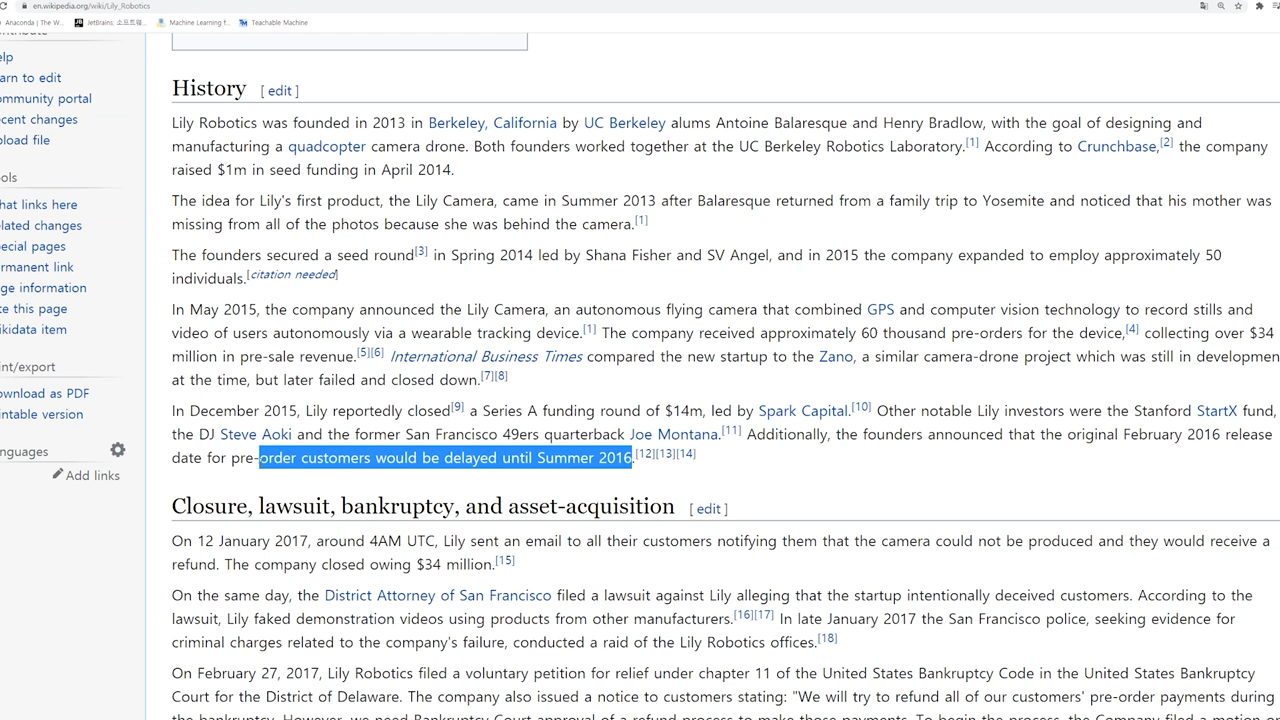 en.wikipedia.org/wiki/Lily_Robotics
Anaconda | The W...
JetBrains: 소프트웨...
Machine Learning f...
Teachable Machine
History [ edit ]
Lily Robotics was founded in 2013 in Berkeley, California by UC Berkeley alums Antoine Balaresque and Henry Bradlow, with the goal of designing and
manufacturing a quadcopter camera drone. Both founders worked together at the UC Berkeley Robotics Laboratory.[1] According to Crunchbase,[2] the company
raised $1m in seed funding in April 2014.
The idea for Lily's first product, the Lily Camera, came in Summer 2013 after Balaresque returned from a family trip to Yosemite and noticed that his mother was
missing from all of the photos because she was behind the camera.[1]
The founders secured a seed round[3] in Spring 2014 led by Shana Fisher and SV Angel, and in 2015 the company expanded to employ approximately 50
individuals.[citation needed]
In May 2015, the company announced the Lily Camera, an autonomous flying camera that combined GPS and computer vision technology to record stills and
video of users autonomously via a wearable tracking device.[1] The company received approximately 60 thousand pre-orders for the device,[4] collecting over $34
million in pre-sale revenue.[5][6] International Business Times compared the new startup to the Zano, a similar camera-drone project which was still in developmen
at the time, but later failed and closed down.[7][8]
In December 2015, Lily reportedly closed[9] a Series A funding round of $14m, led by Spark Capital.[10] Other notable Lily investors were the Stanford StartX fund,
the DJ Steve Aoki and the former San Francisco 49ers quarterback Joe Montana.[11] Additionally, the founders announced that the original February 2016 release
date for pre-order customers would be delayed until Summer 2016.[12][13][14]
Closure, lawsuit, bankruptcy, and asset-acquisition [ edit ]
On 12 January 2017, around 4AM UTC, Lily sent an email to all their customers notifying them that the camera could not be produced and they would receive a
refund. The company closed owing $34 million.[15]
On the same day, the District Attorney of San Francisco filed a lawsuit against Lily alleging that the startup intentionally deceived customers. According to the
lawsuit, Lily faked demonstration videos using products from other manufacturers.[16][17] In late January 2017 the San Francisco police, seeking evidence for
criminal charges related to the company's failure, conducted a raid of the Lily Robotics offices.[18]
On February 27, 2017, Lily Robotics filed a voluntary petition for relief under chapter 11 of the United States Bankruptcy Code in the United States Bankruptcy
Court for the District of Delaware. The company also issued a notice to customers stating: "We will try to refund all of our customers' pre-order payments during
the bankruptcy. However, we need Bankruptcy Court approval of a refund process to make those payments. To begin the process, the Company filed a motion
ontribute
elp
arn to edit
ommunity portal
ecent changes
pload file
ols
hat links here
elated changes
pecial pages
rmanent link
ge information
te this page
ikidata item
int/export
ownload as PDF
intable version
nguages
Add links